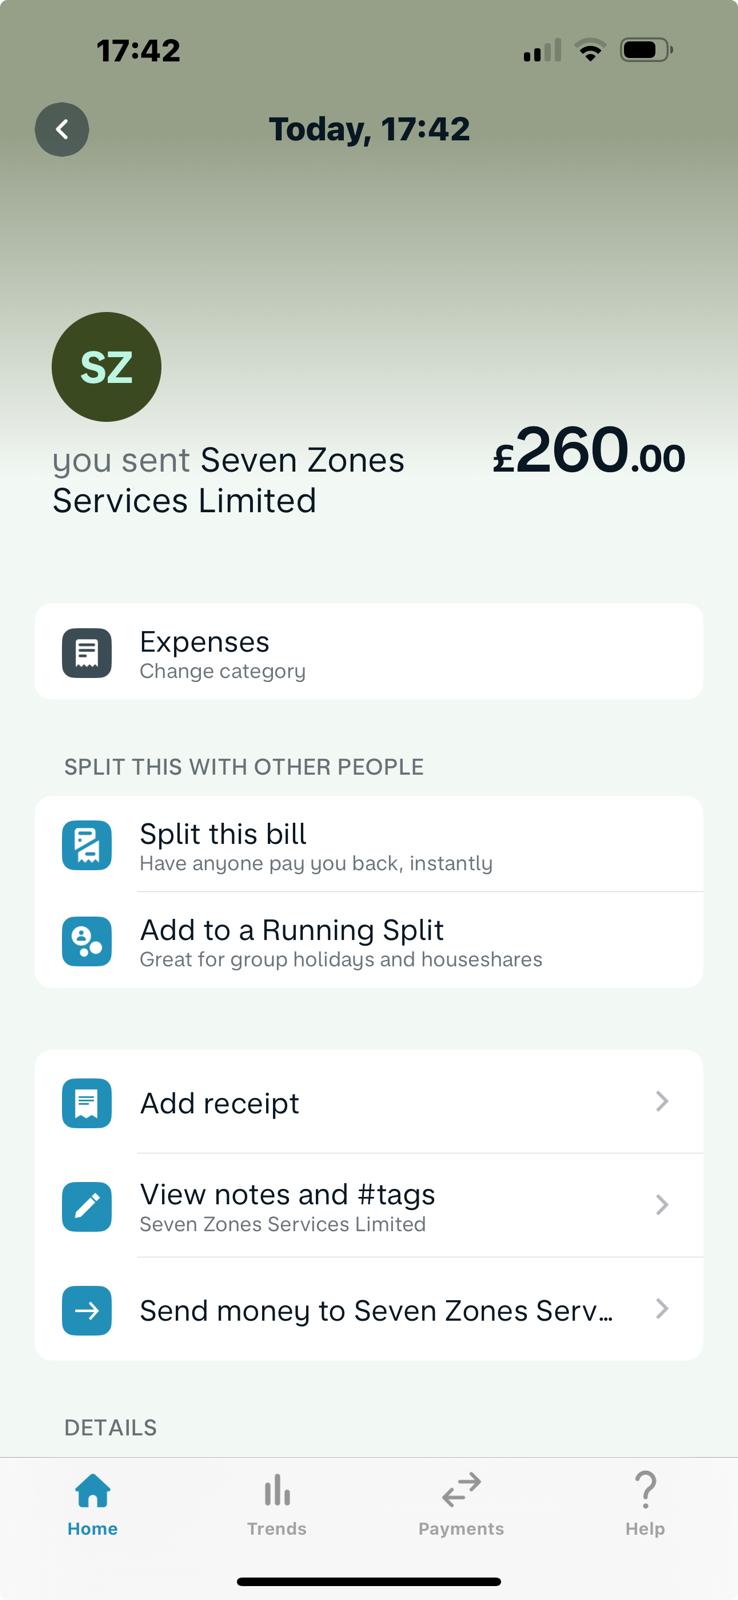 17:42
Today, 17:42
SZ
you sent Seven Zones
Services Limited
£260.00
Expenses
Change category
SPLIT THIS WITH OTHER PEOPLE
Split this bill
Have anyone pay you back, instantly
Add to a Running Split
Great for group holidays and houseshares
Add receipt
View notes and #tags
Seven Zones Services Limited
Send money to Seven Zones Serv...
DETAILS
Home
Trends
Payments
Help